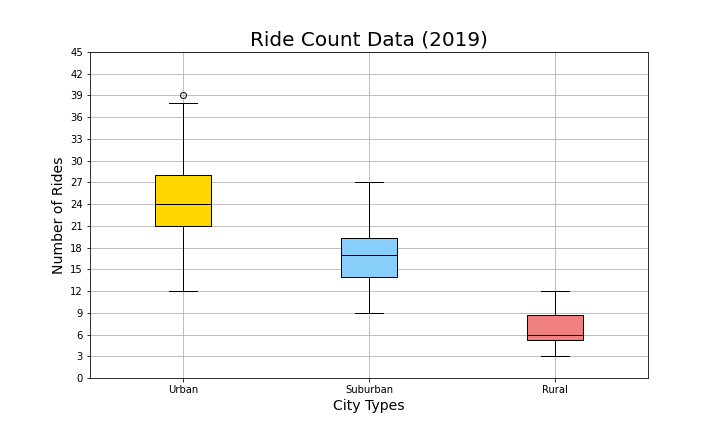 Ride Count Data (2019)
45
42
39
36
33
30
27
24
21
18
15
12
9
6
3
0
Number of Rides
Urban
Suburban
Rural
City Types